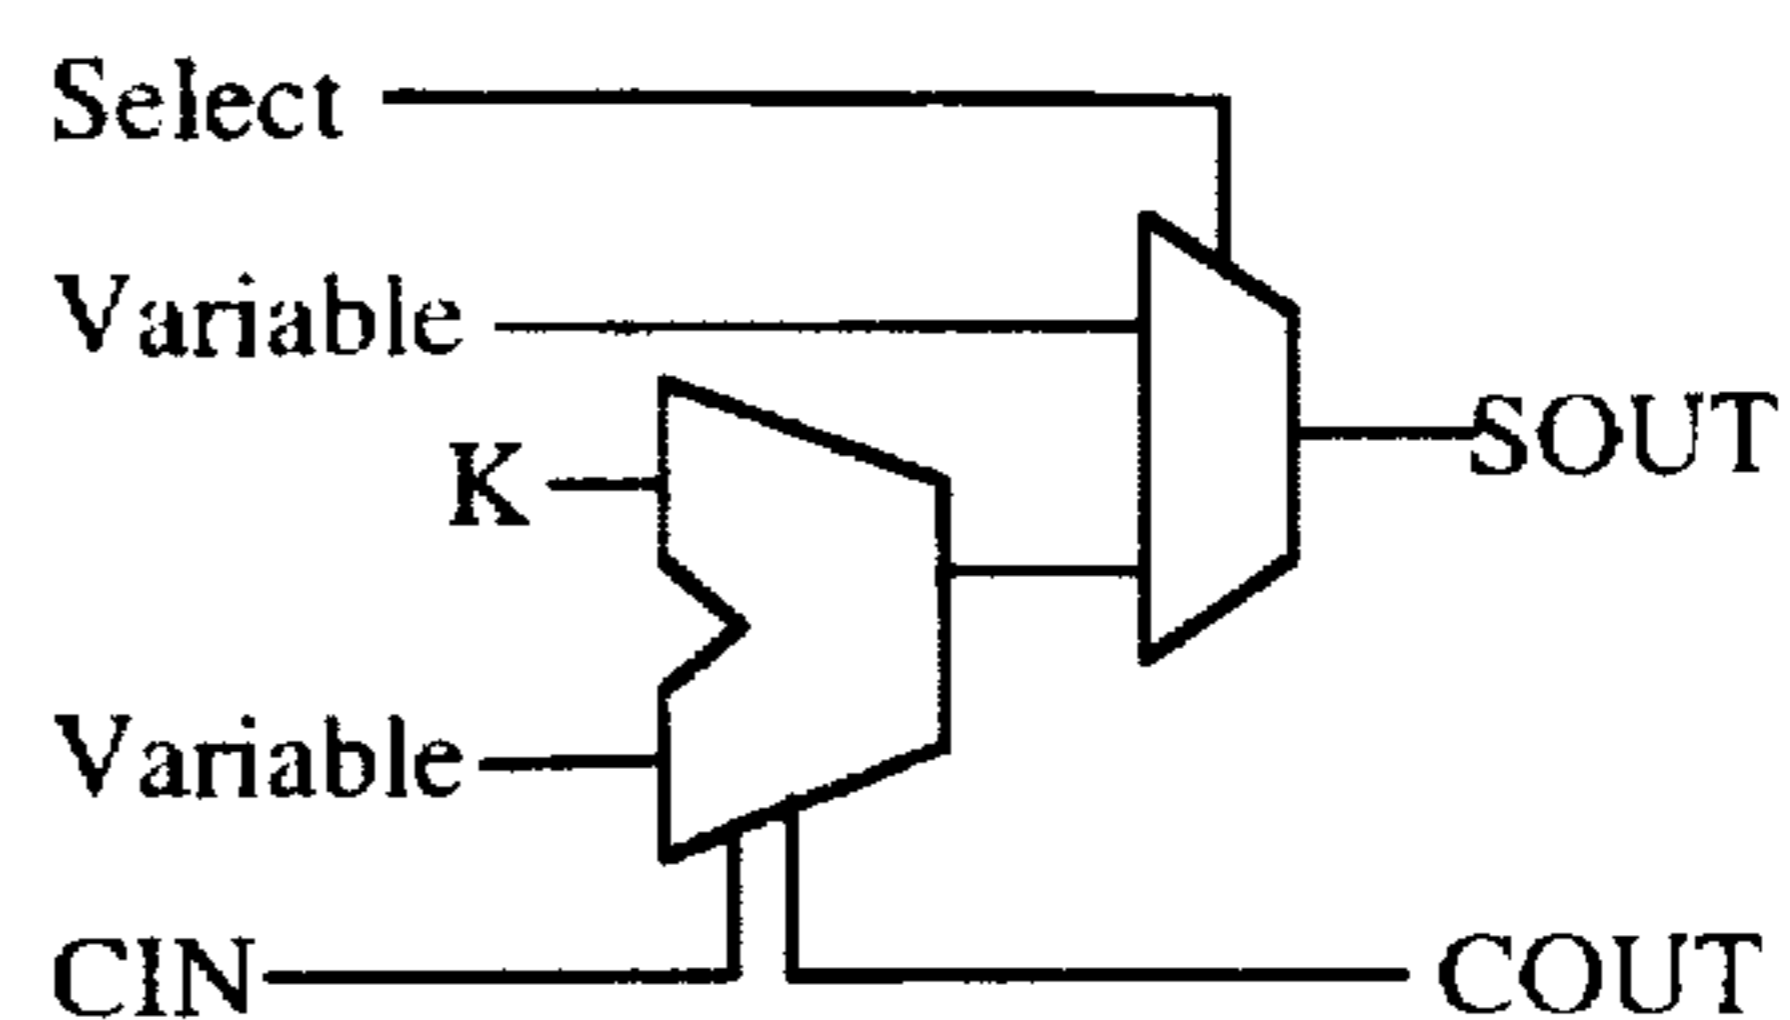 Select
Variable
SOUT
K
Variable
CIN
COUT